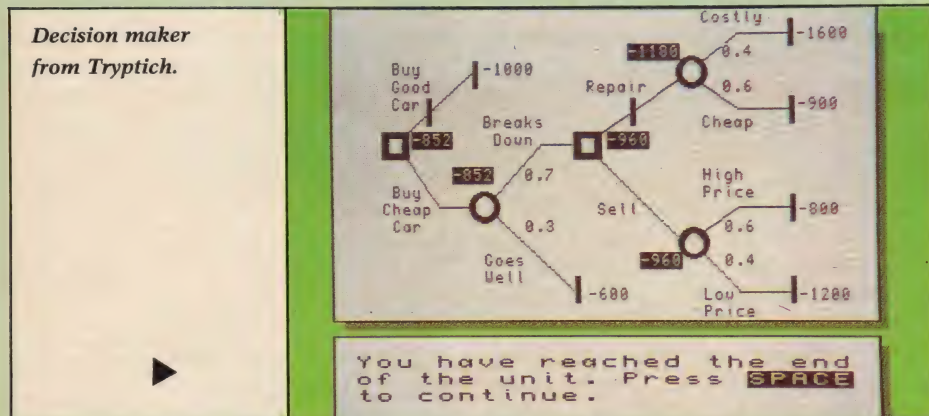 Decision maker
from Tryptich.
Costly
-1600
-1180
0.4
Buy
Good
Car
-1000
Repair
0.6
-900
Cheap
-852
Breaks
Down
-960
-852
0.7
High
Price
Buy
Cheap
Car
Sell
-800
0.6
0.3
-960
0.4
Goes
Well
-600
Low
Price
-1200
You have reached the end
of the unit. Press SPACE
to continue.